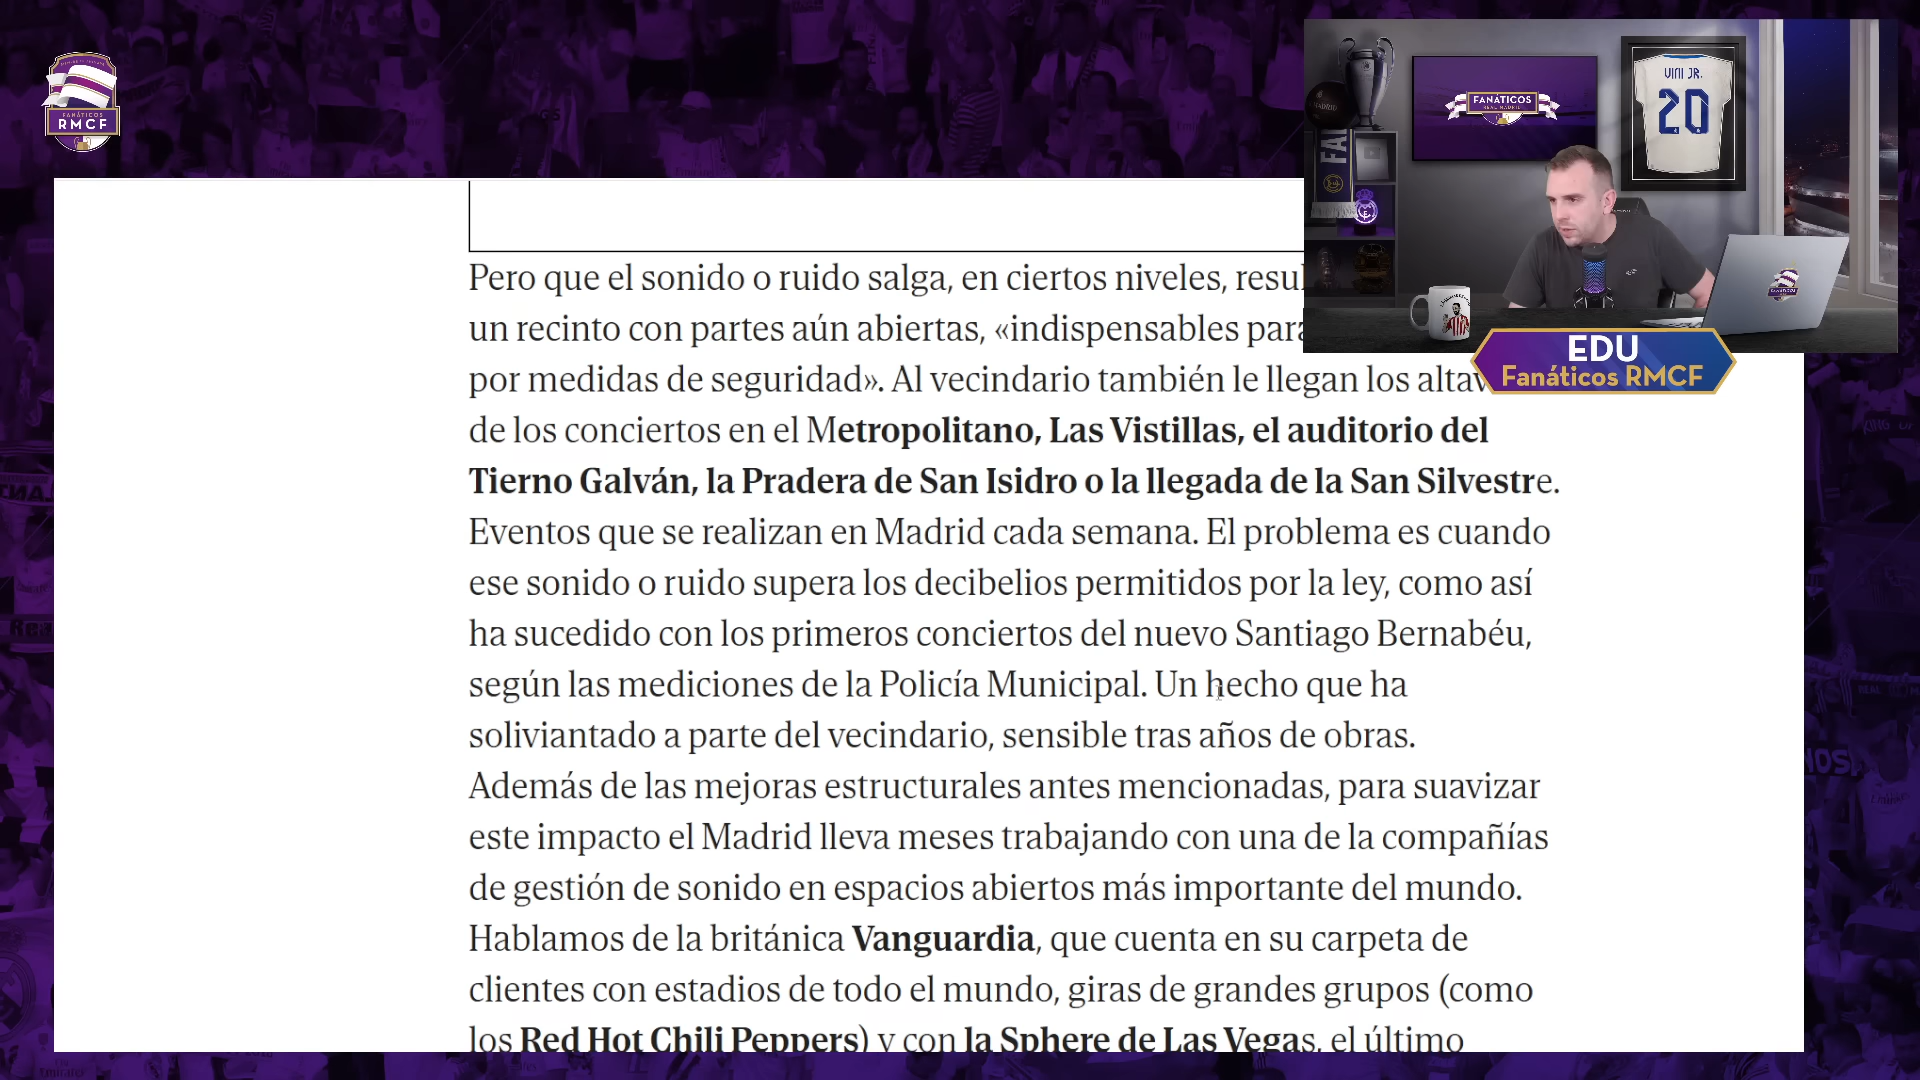 FANÁTICOS
RMCF
FANÁTICOS
REAL MADRID
VINI JR.
20
FA
EDU
Fanáticos RMCF
Pero que el sonido o ruido salga, en ciertos niveles,
un recinto con partes aún abiertas, «indispensables
por medidas de seguridad». Al vecindario también le llegan los
de los conciertos en el Metropolitano, Las Vistillas, el auditorio del
Tierno Galván, la Pradera de San Isidro o la llegada de la San Silvestre.
Eventos que se realizan en Madrid cada semana. El problema es cuando
ese sonido o ruido supera los decibelios permitidos por la ley, como así
ha sucedido con los primeros conciertos del nuevo Santiago Bernabéu,
según las mediciones de la Policía Municipal. Un hecho que ha
soliviantado a parte del vecindario, sensible tras años de obras.
Además de las mejoras estructurales antes mencionadas, para suavizar
este impacto el Madrid lleva meses trabajando con una de la compañías
de gestión de sonido en espacios abiertos más importante del mundo.
Hablamos de la británica Vanguardia, que cuenta en su carpeta de
clientes con estadios de todo el mundo, giras de grandes grupos (como
los Red Hot Chili Peppers) y con la Sphere de Las Vegas, el último